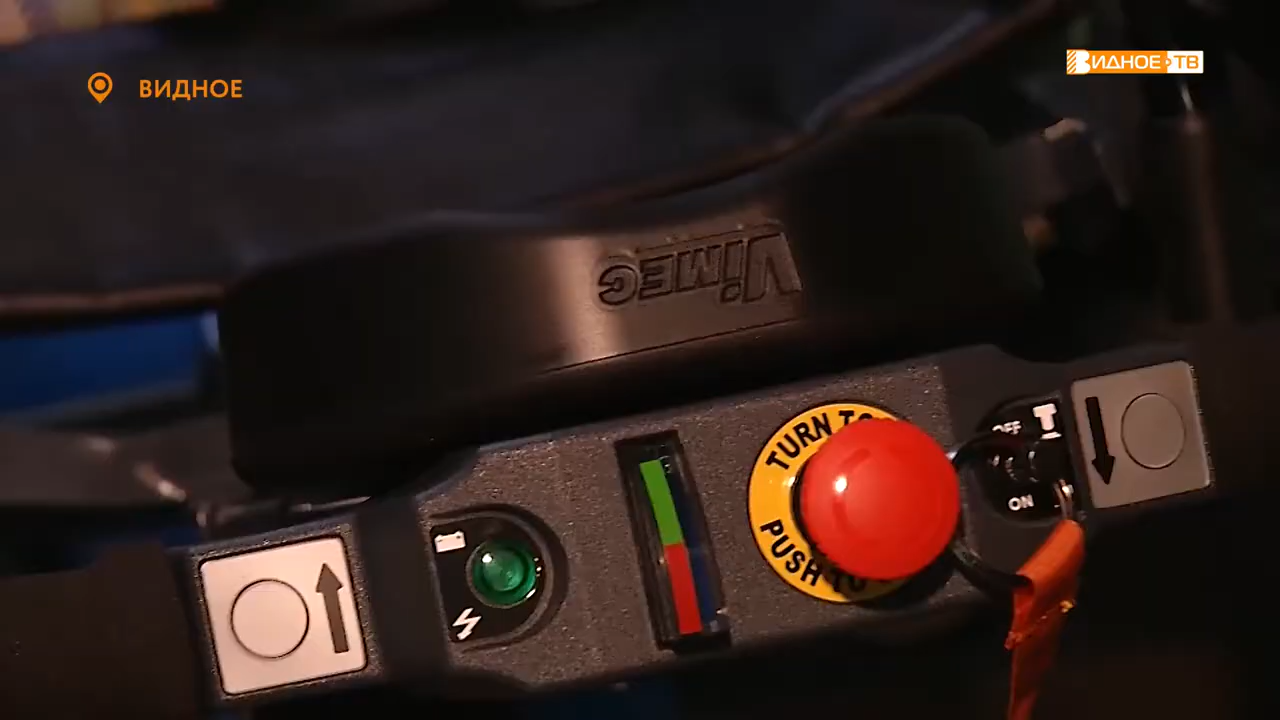 ВИДНОЕ
ВИДНОЕ ТВ
VIMEC
TURN TO
PUSH TO
OFF
ON